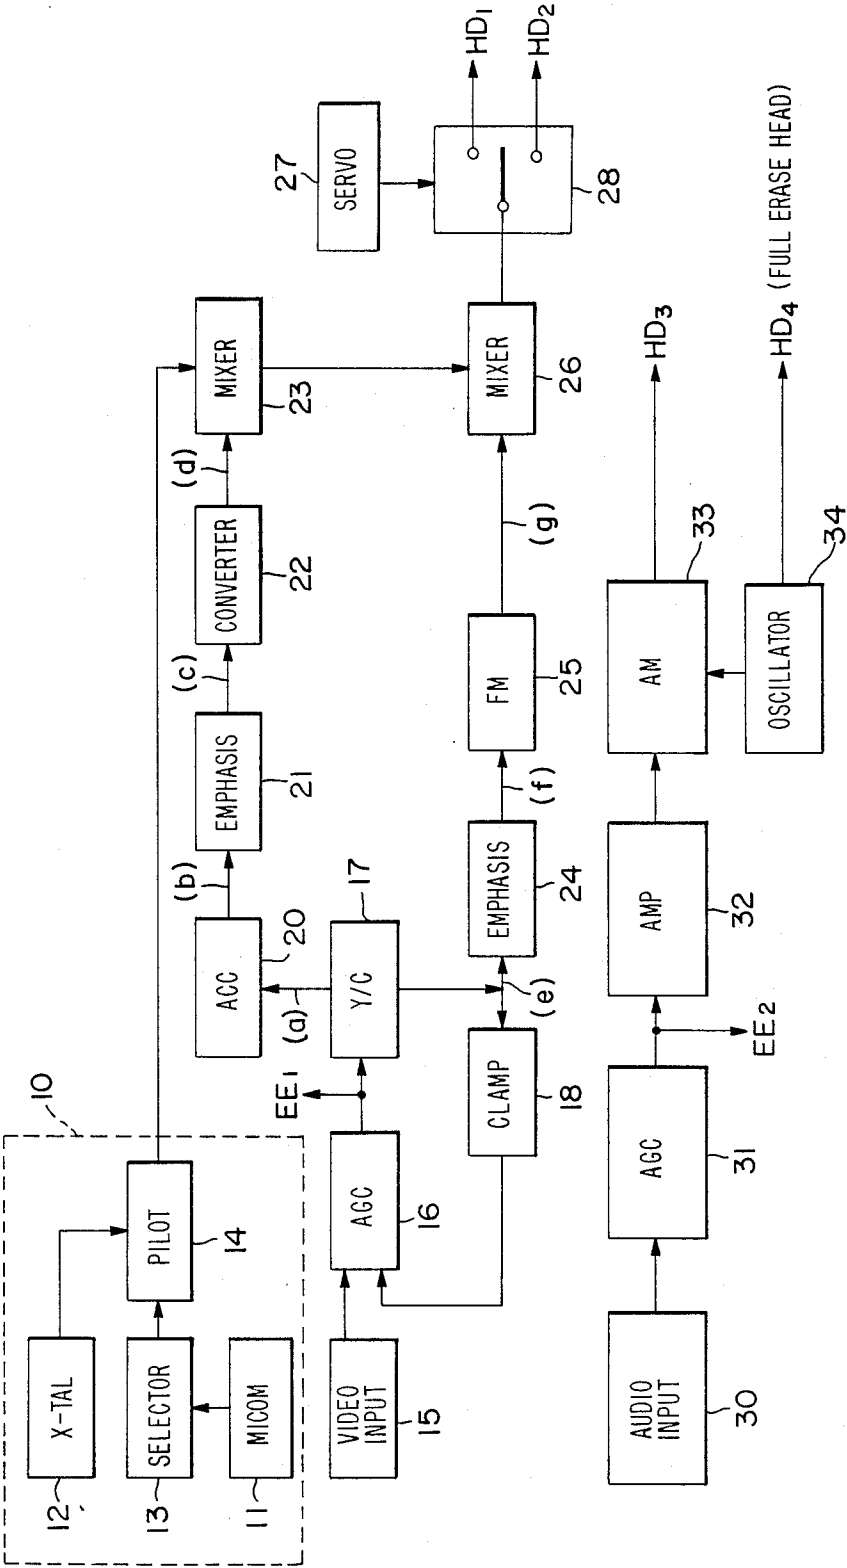 10
X-TAL
12
PILOT
14
SELECTOR
13
MICOM
11
MIXER
23
(d)
CONVERTER
22
(c)
EMPHASIS
21
(b)
ACC
20
(a)
SERVO
27
28
HD1
HD2
VIDEO
INPUT
15
AGC
16
EE1
Y/C
17
CLAMP
18
(e)
EMPHASIS
24
(f)
FM
25
(g)
MIXER
26
AUDIO
INPUT
30
AGC
31
EE2
AMP
32
AM
33
HD3
OSCILLATOR
34
HD4 (FULL ERASE HEAD)